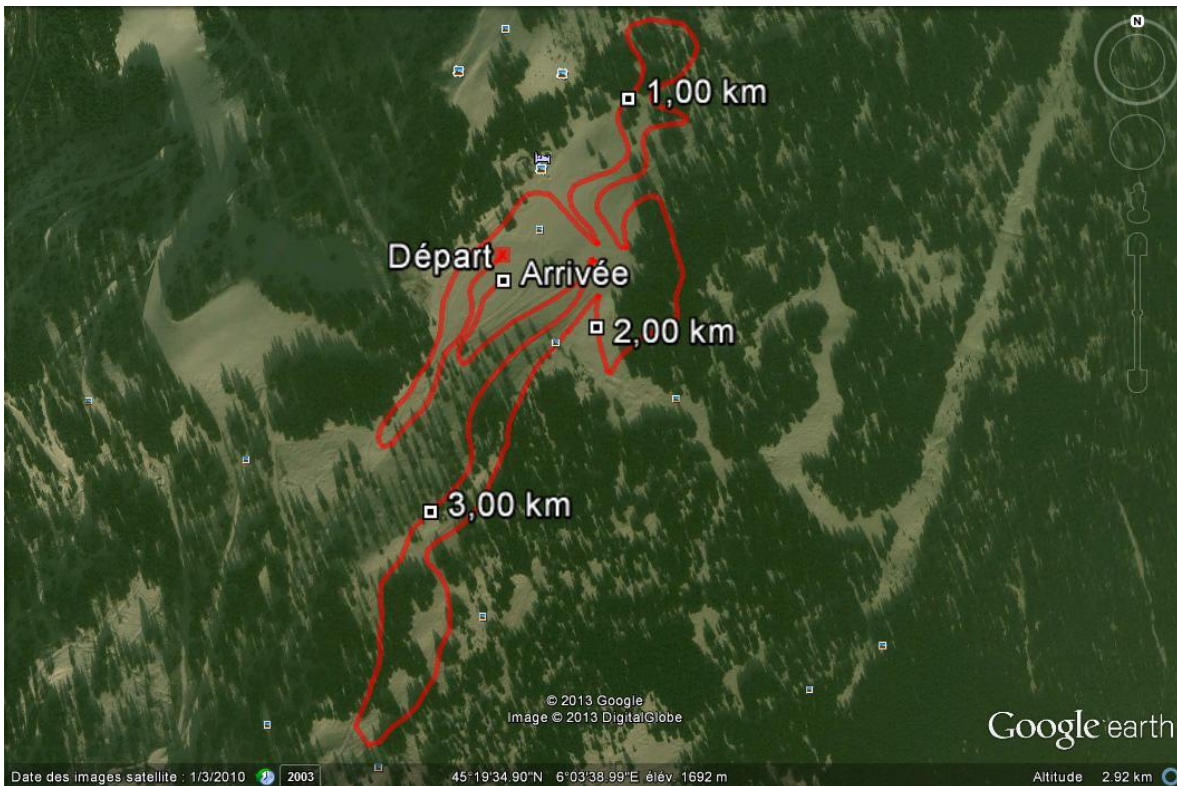 N
1,00 km
Départ
Arrivée
2,00 km
3,00 km
© 2013 Google
Image © 2013 DigitalGlobe
Google earth
Date des images satellite : 1/3/2010 2003 45°19'34.90"N 6°03'38.99"E élév. 1692 m Altitude 2.92 km